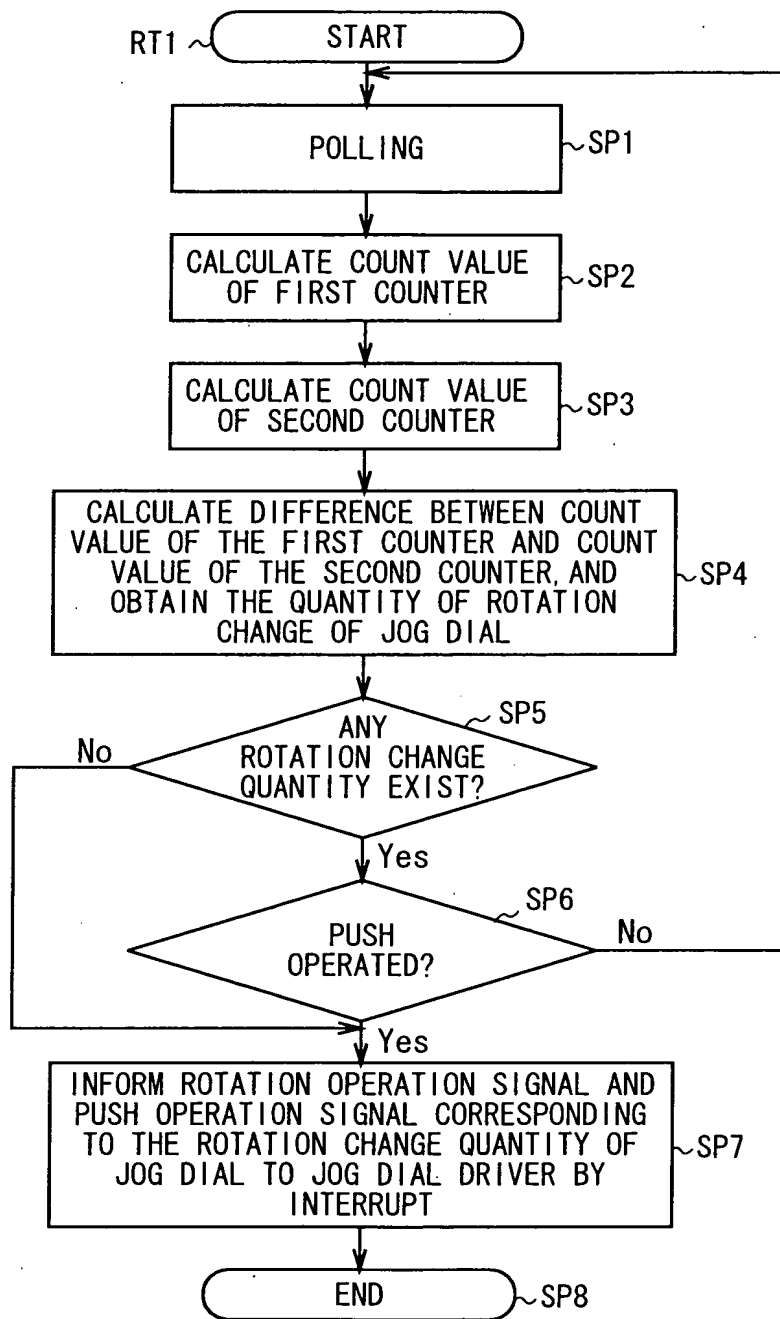 RT1
START
POLLING
SP1
CALCULATE COUNT VALUE
OF FIRST COUNTER
SP2
CALCULATE COUNT VALUE
OF SECOND COUNTER
SP3
CALCULATE DIFFERENCE BETWEEN COUNT
VALUE OF THE FIRST COUNTER AND COUNT
VALUE OF THE SECOND COUNTER, AND
OBTAIN THE QUANTITY OF ROTATION
CHANGE OF JOG DIAL
SP4
SP5
ANY
ROTATION CHANGE
QUANTITY EXIST?
No
Yes
SP6
PUSH
OPERATED?
No
Yes
INFORM ROTATION OPERATION SIGNAL AND
PUSH OPERATION SIGNAL CORRESPONDING
TO THE ROTATION CHANGE QUANTITY OF
JOG DIAL TO JOG DIAL DRIVER BY
INTERRUPT
SP7
END
SP8